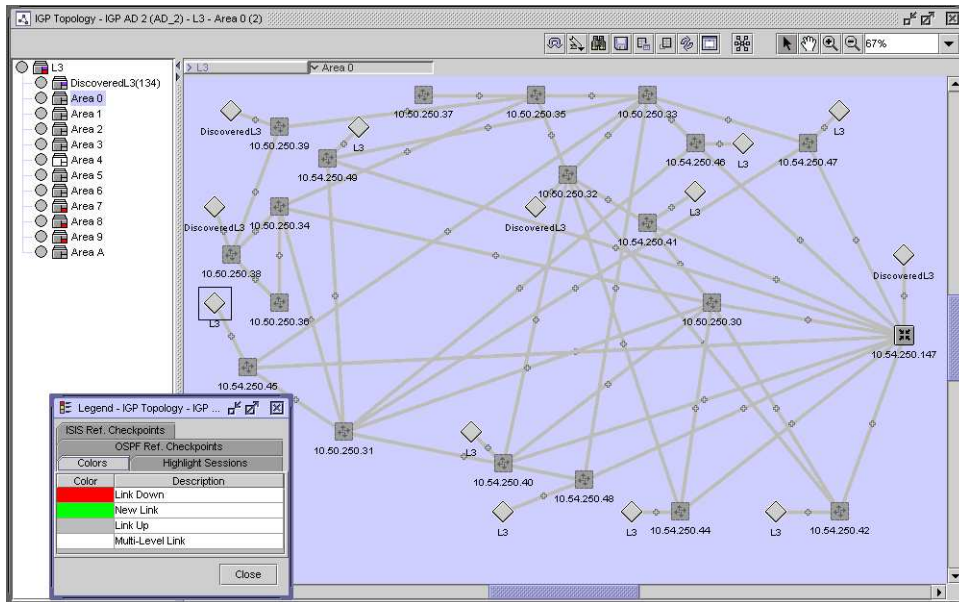 IGP Topology - IGP AD 2 (AD_2) - L3 - Area 0 (2)
67%
L3
DiscoveredL3(134)
Area 0
Area 1
Area 2
Area 3
Area 4
Area 5
Area 6
Area 7
Area 8
Area 9
Area A
> L3
Area 0
10.50.250.37
10.50.250.35
10.50.250.33
DiscoveredL3
10.50.250.39
L3
10.54.250.49
10.54.250.46
L3
10.54.250.47
L3
10.50.250.32
L3
DiscoveredL3
10.50.250.34
DiscoveredL3
10.54.250.41
10.50.250.38
DiscoveredL3
L3
10.50.250.36
10.50.250.30
10.54.250.147
10.54.250.45
10.50.250.31
L3
10.54.250.40
10.54.250.48
L3
L3
10.54.250.44
L3
10.54.250.42
Legend - IGP Topology - IGP ...
ISIS Ref. Checkpoints
OSPF Ref. Checkpoints
Colors
Highlight Sessions
Color
Description
Link Down
New Link
Link Up
Multi-Level Link
Close